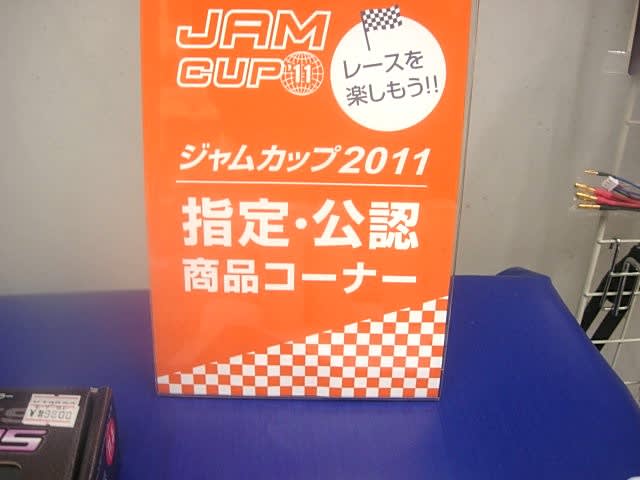 JAM
CUP '11
レースを
楽しもう!!
ジャムカップ2011
指定・公認
商品コーナー